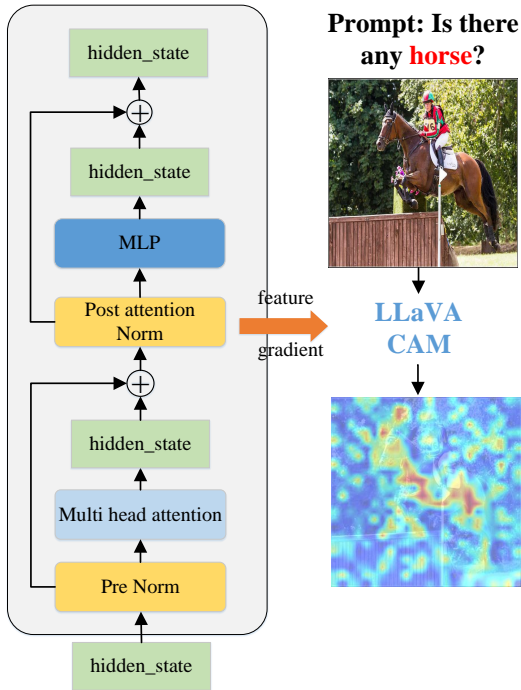 hidden_state
hidden_state
MLP
Post attention
Norm
hidden_state
Multi head attention
Pre Norm
hidden_state
feature
gradient
Prompt: Is there
any horse?
LLaVA
CAM